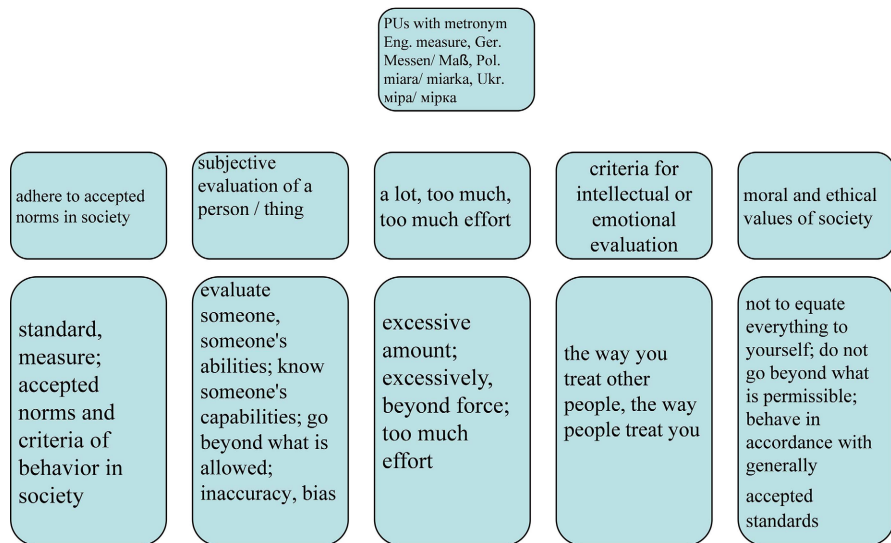 PUs with metronym
Eng. measure, Ger.
Messen/ Maß, Pol.
miara/ miarka, Ukr.
міра/ мірка
adhere to accepted
norms in society
subjective
evaluation of a
person / thing
a lot, too much,
too much effort
criteria for
intellectual or
emotional
evaluation
moral and ethical
values of society
standard,
measure;
accepted
norms and
criteria of
behavior in
society
evaluate
someone,
someone's
abilities; know
someone's
capabilities; go
beyond what is
allowed;
inaccuracy, bias
excessive
amount;
excessively,
beyond force;
too much
effort
the way you
treat other
people, the way
people treat you
not to equate
everything to
yourself; do not
go beyond what
is permissible;
behave in
accordance with
generally
accepted
standards